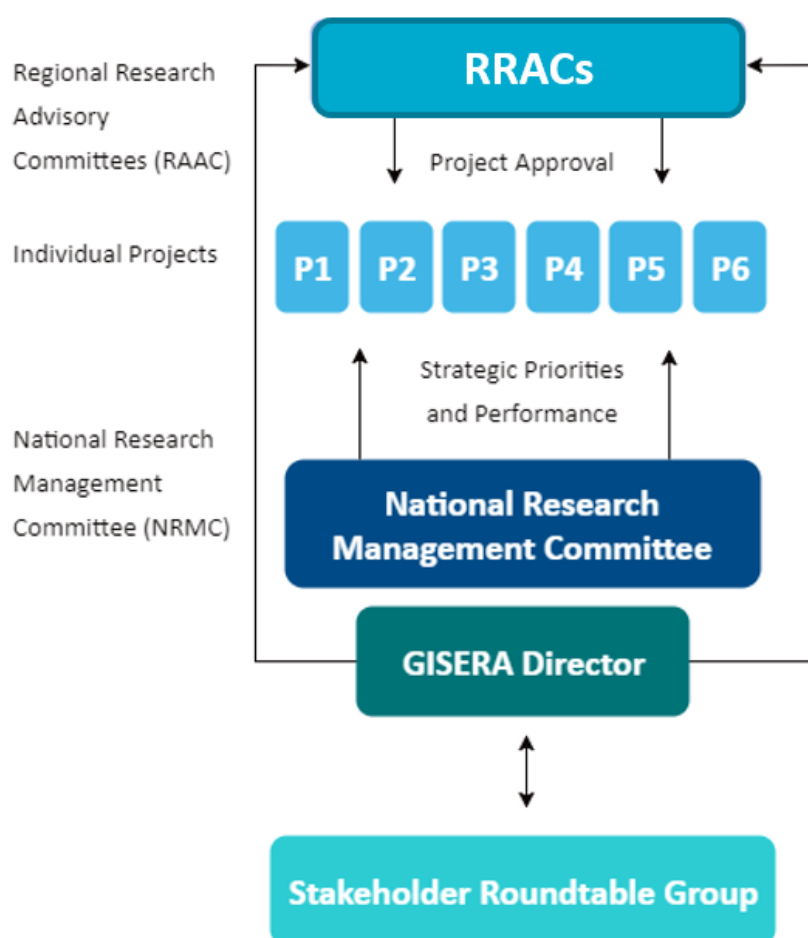 RRACs
Regional Research
Advisory
Committees (RAAC)
Project Approval
Individual Projects
P1
P2
P3
P4
P5
P6
Strategic Priorities
and Performance
National Research
Management
Committee (NRMC)
National Research
Management Committee
GISERA Director
Stakeholder Roundtable Group